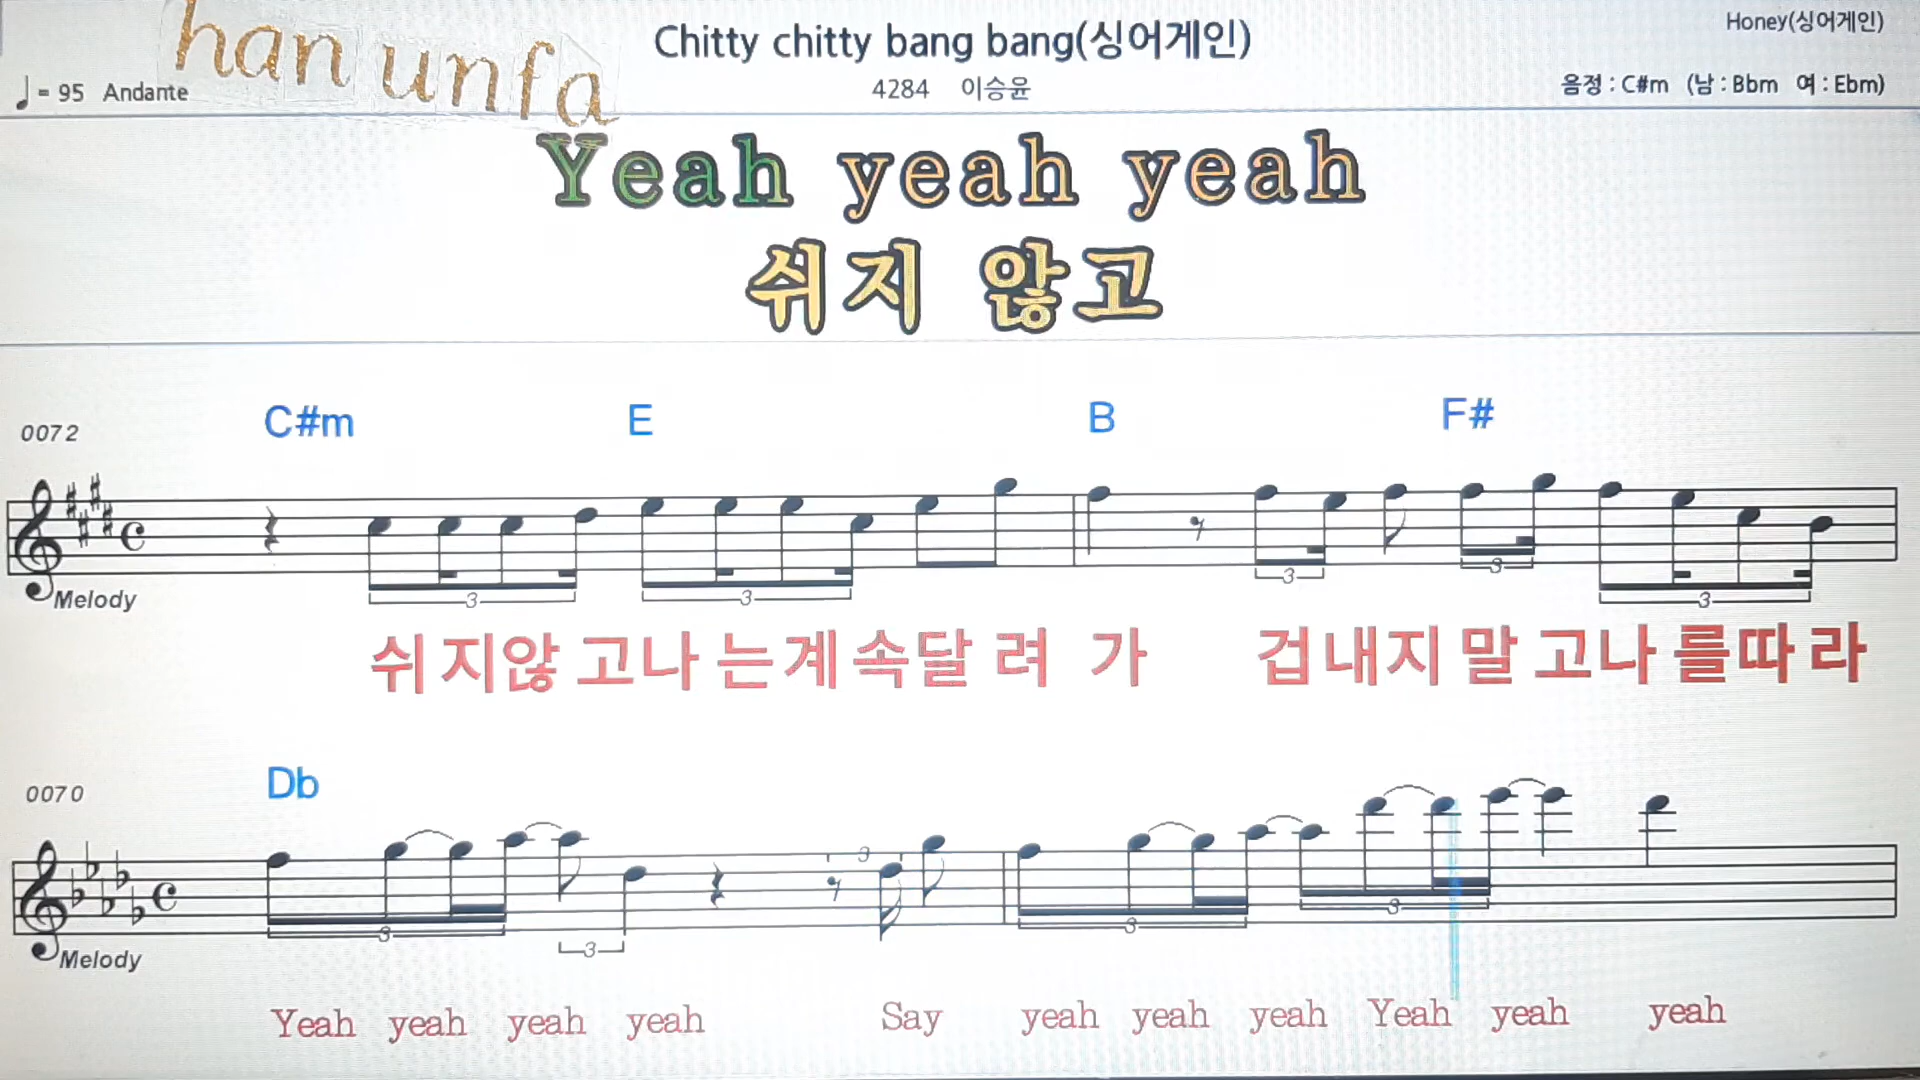 han unfa
Chitty chitty bang bang(싱어게인)
Honey(싱어게인)
♩= 95 Andante
4284 이승윤
음정 : C#m (남 : Bbm 여 : Ebm)
Yeah yeah yeah
쉬지 않고
C#m E B F#
0072
3 3 3 3 3
Melody
쉬지않 고나 는계 속달 려 가 겁내지 말 고나 를따 라
Db
0070
3 3 3 3 3
Melody
Yeah yeah yeah yeah Say yeah yeah yeah Yeah yeah yeah